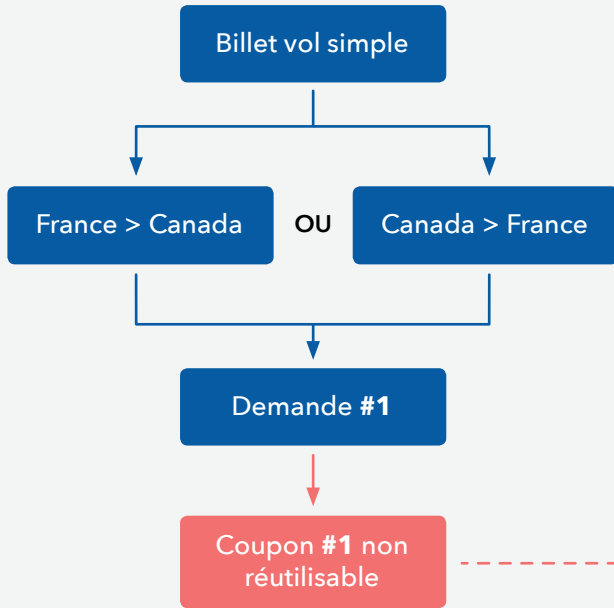 Billet vol simple
France > Canada
OU
Canada > France
Demande #1
Coupon #1 non
réutilisable